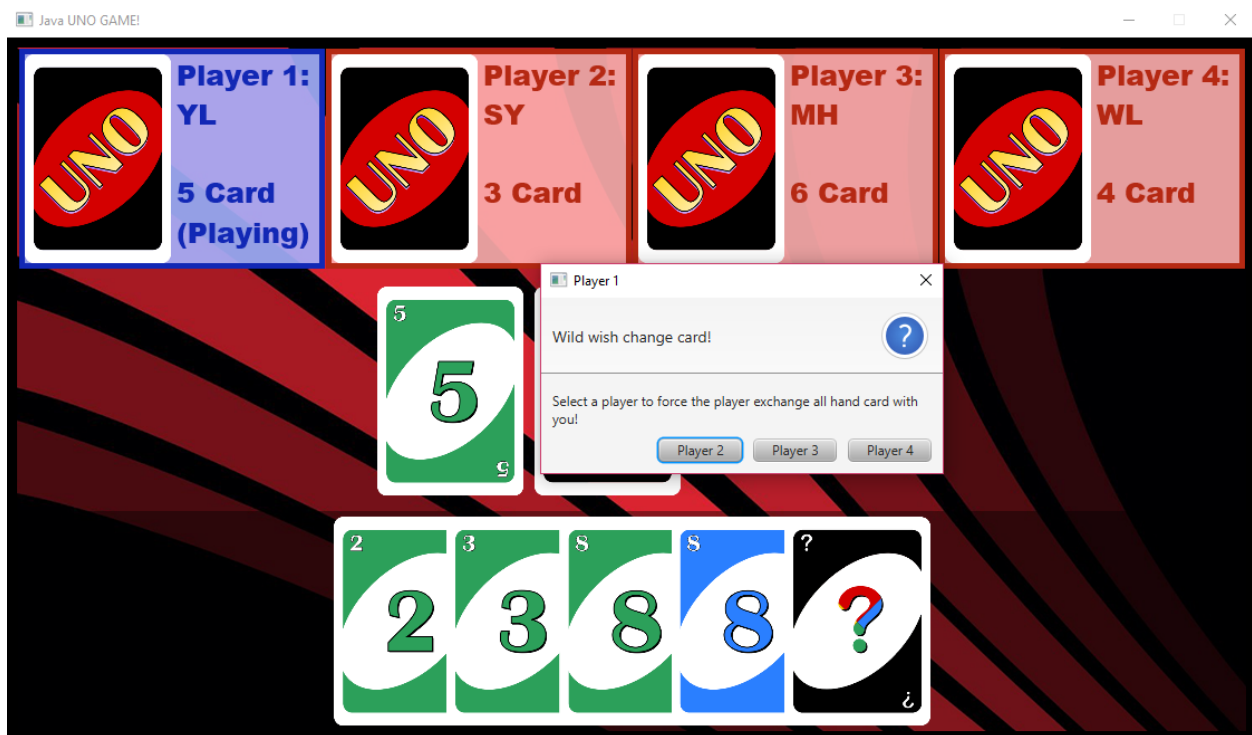 Java UNO GAME!
UNO
Player 1:
YL
5 Card
(Playing)
UNO
Player 2:
SY
3 Card
UNO
Player 3:
MH
6 Card
UNO
Player 4:
WL
4 Card
Player 1
Wild wish change card!
?
Select a player to force the player exchange all hand card with
you!
Player 2 Player 3 Player 4
5
5
5
2 3 8 8 ?
2 3 8 8 ?
?